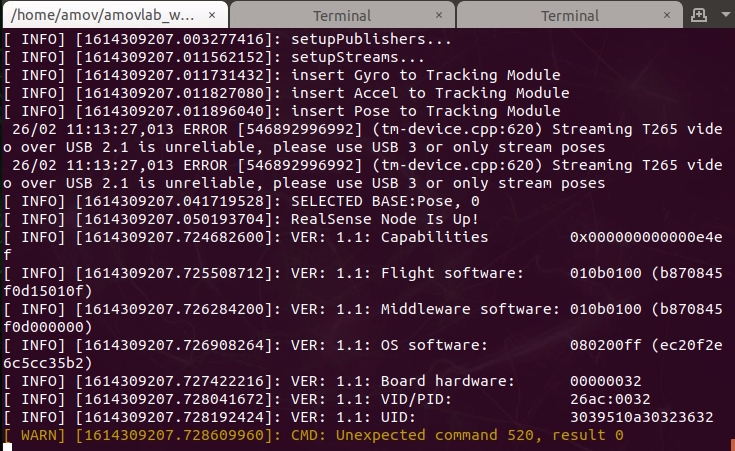 /home/amov/amovlab_w... ×
Terminal ×
Terminal ×
[ INFO] [1614309207.003277416]: setupPublishers...
[ INFO] [1614309207.011562152]: setupStreams...
[ INFO] [1614309207.011731432]: insert Gyro to Tracking Module
[ INFO] [1614309207.011827080]: insert Accel to Tracking Module
[ INFO] [1614309207.011896040]: insert Pose to Tracking Module
 26/02 11:13:27,013 ERROR [546892996992] (tm-device.cpp:620) Streaming T265 vide
o over USB 2.1 is unreliable, please use USB 3 or only stream poses
 26/02 11:13:27,013 ERROR [546892996992] (tm-device.cpp:620) Streaming T265 vide
o over USB 2.1 is unreliable, please use USB 3 or only stream poses
[ INFO] [1614309207.041719528]: SELECTED BASE:Pose, 0
[ INFO] [1614309207.050193704]: RealSense Node Is Up!
[ INFO] [1614309207.724682600]: VER: 1.1: Capabilities         0x000000000000e4e
f
[ INFO] [1614309207.725508712]: VER: 1.1: Flight software:     010b0100 (b870845
f0d15010f)
[ INFO] [1614309207.726284200]: VER: 1.1: Middleware software: 010b0100 (b870845
f0d000000)
[ INFO] [1614309207.726908264]: VER: 1.1: OS software:         080200ff (ec20f2e
6c5cc35b2)
[ INFO] [1614309207.727422216]: VER: 1.1: Board hardware:      00000032
[ INFO] [1614309207.728041672]: VER: 1.1: VID/PID:             26ac:0032
[ INFO] [1614309207.728192424]: VER: 1.1: UID:                 3039510a30323632
[ WARN] [1614309207.728609960]: CMD: Unexpected command 520, result 0